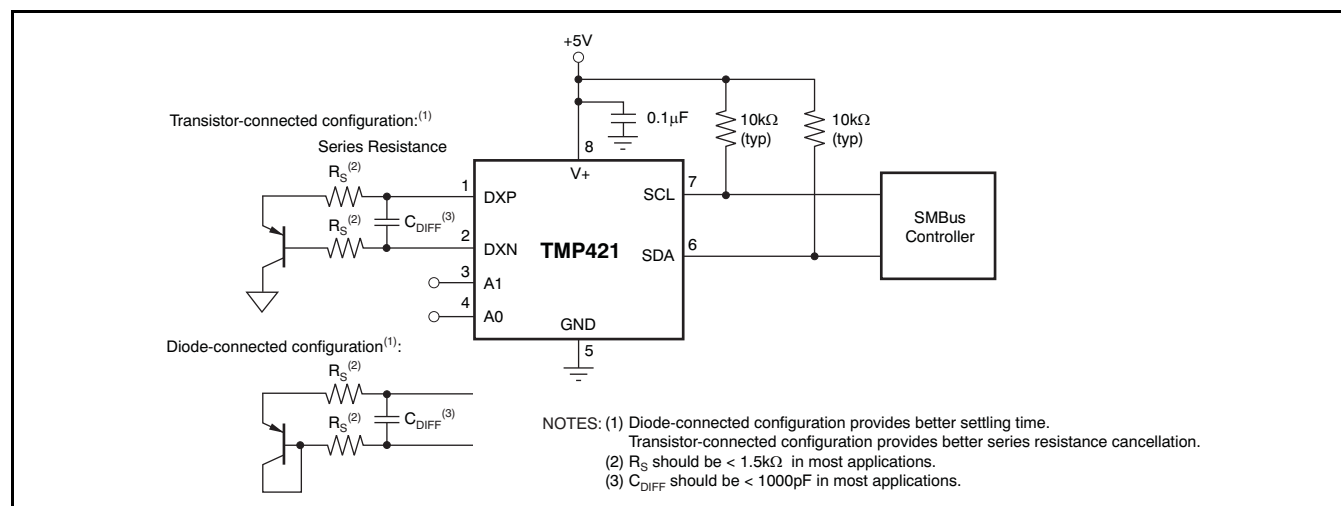 +5V
Transistor-connected configuration:(1)
0.1μF
10kΩ
(typ)
10kΩ
(typ)
Series Resistance
RS(2)
RS(2)
CDIFF(3)
1
DXP
2
DXN
3
A1
4
A0
8
V+
TMP421
GND
5
7
SCL
6
SDA
SMBus
Controller
Diode-connected configuration(1):
RS(2)
RS(2)
CDIFF(3)
NOTES: (1) Diode-connected configuration provides better settling time.
Transistor-connected configuration provides better series resistance cancellation.
(2) RS should be < 1.5kΩ in most applications.
(3) CDIFF should be < 1000pF in most applications.